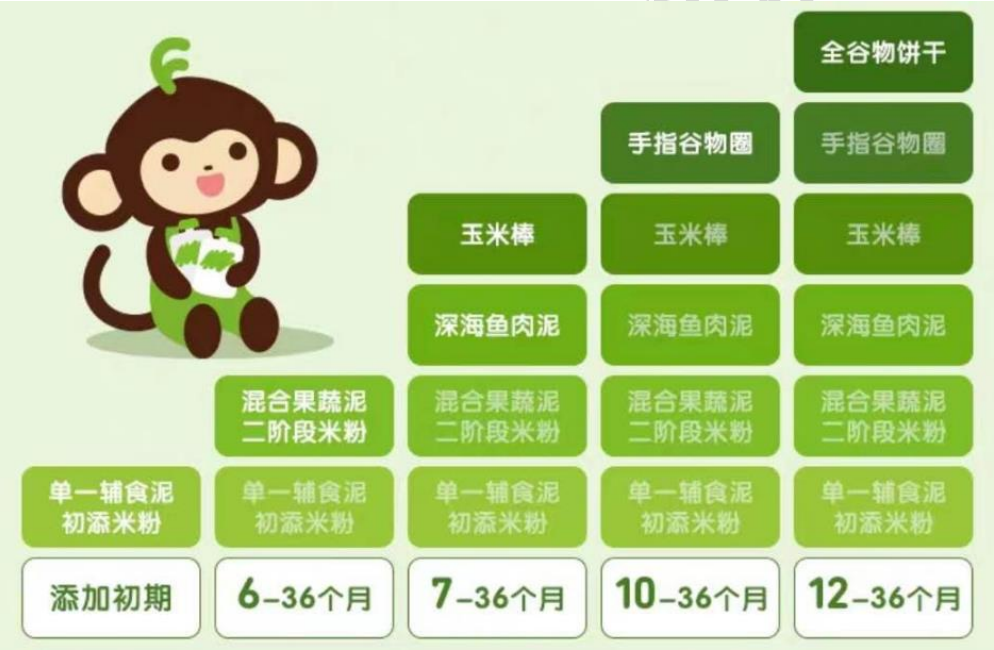 全谷物饼干
手指谷物圈
手指谷物圈
玉米棒
玉米棒
玉米棒
深海鱼肉泥
深海鱼肉泥
深海鱼肉泥
混合果蔬泥
二阶段米粉
混合果蔬泥
二阶段米粉
混合果蔬泥
二阶段米粉
混合果蔬泥
二阶段米粉
单一辅食泥
初添米粉
单一辅食泥
初添米粉
单一辅食泥
初添米粉
单一辅食泥
初添米粉
单一辅食泥
初添米粉
添加初期
6-36个月
7-36个月
10-36个月
12-36个月